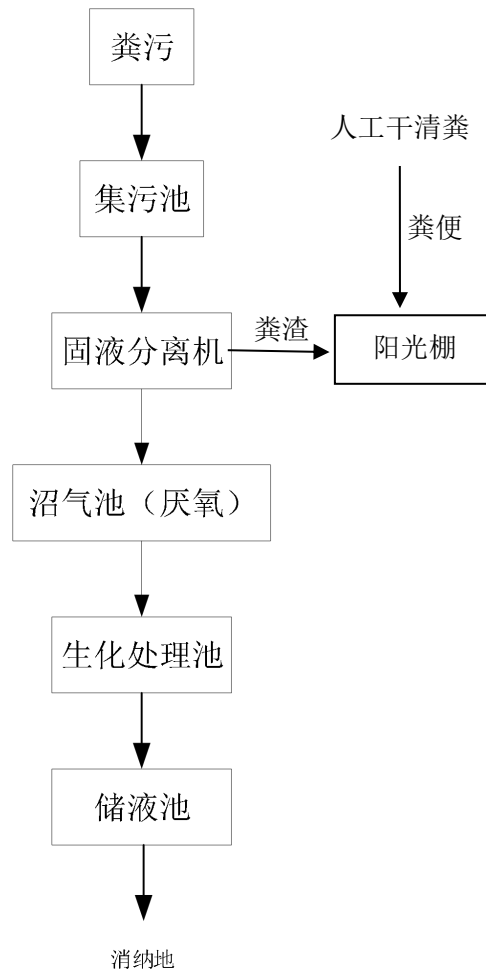 粪污
人工干清粪
集污池
粪便
固液分离机
粪渣
阳光棚
沼气池（厌氧）
生化处理池
储液池
消纳地